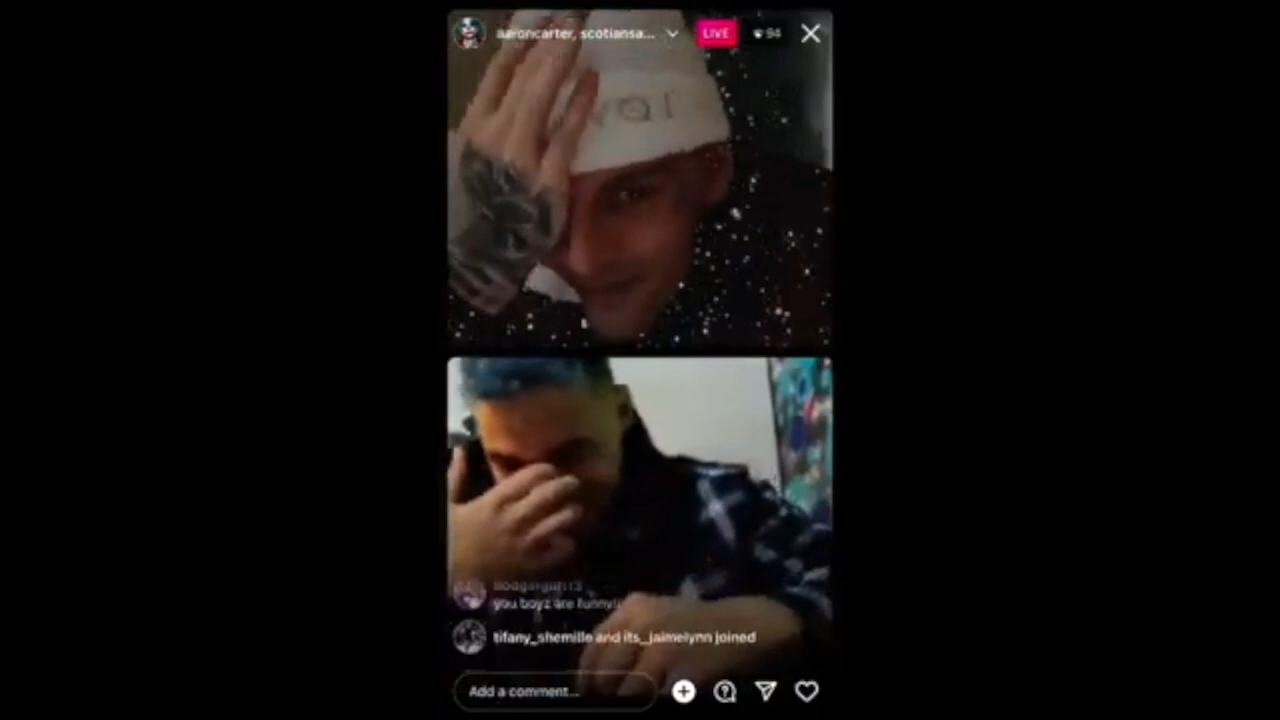 aaroncarter, scotiansa...
LIVE
94
you boyz are funny
tifany_shemille and its_jaimelynn joined
Add a comment...